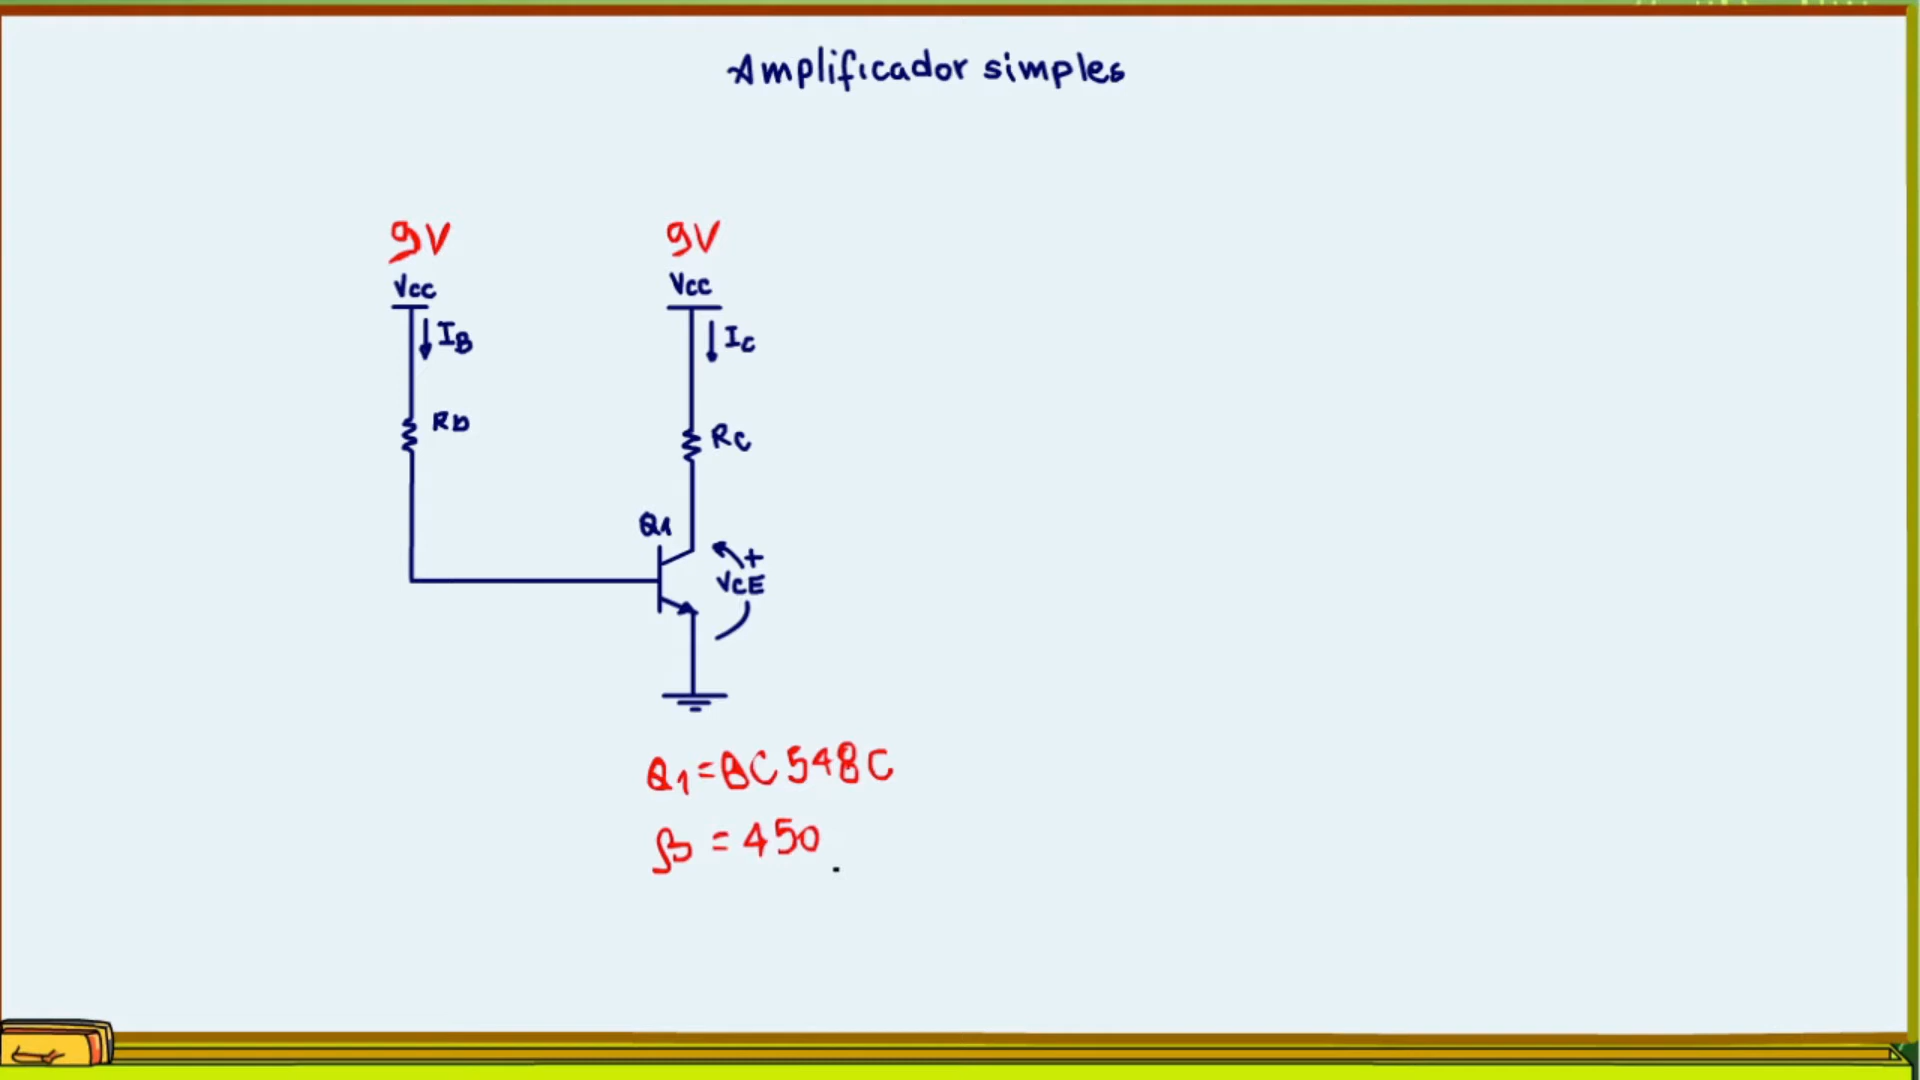 Amplificador simples
9V 9V
Vcc Vcc
IB IC
RB RC
Q1
+
VCE
Q1=BC548C
β = 450